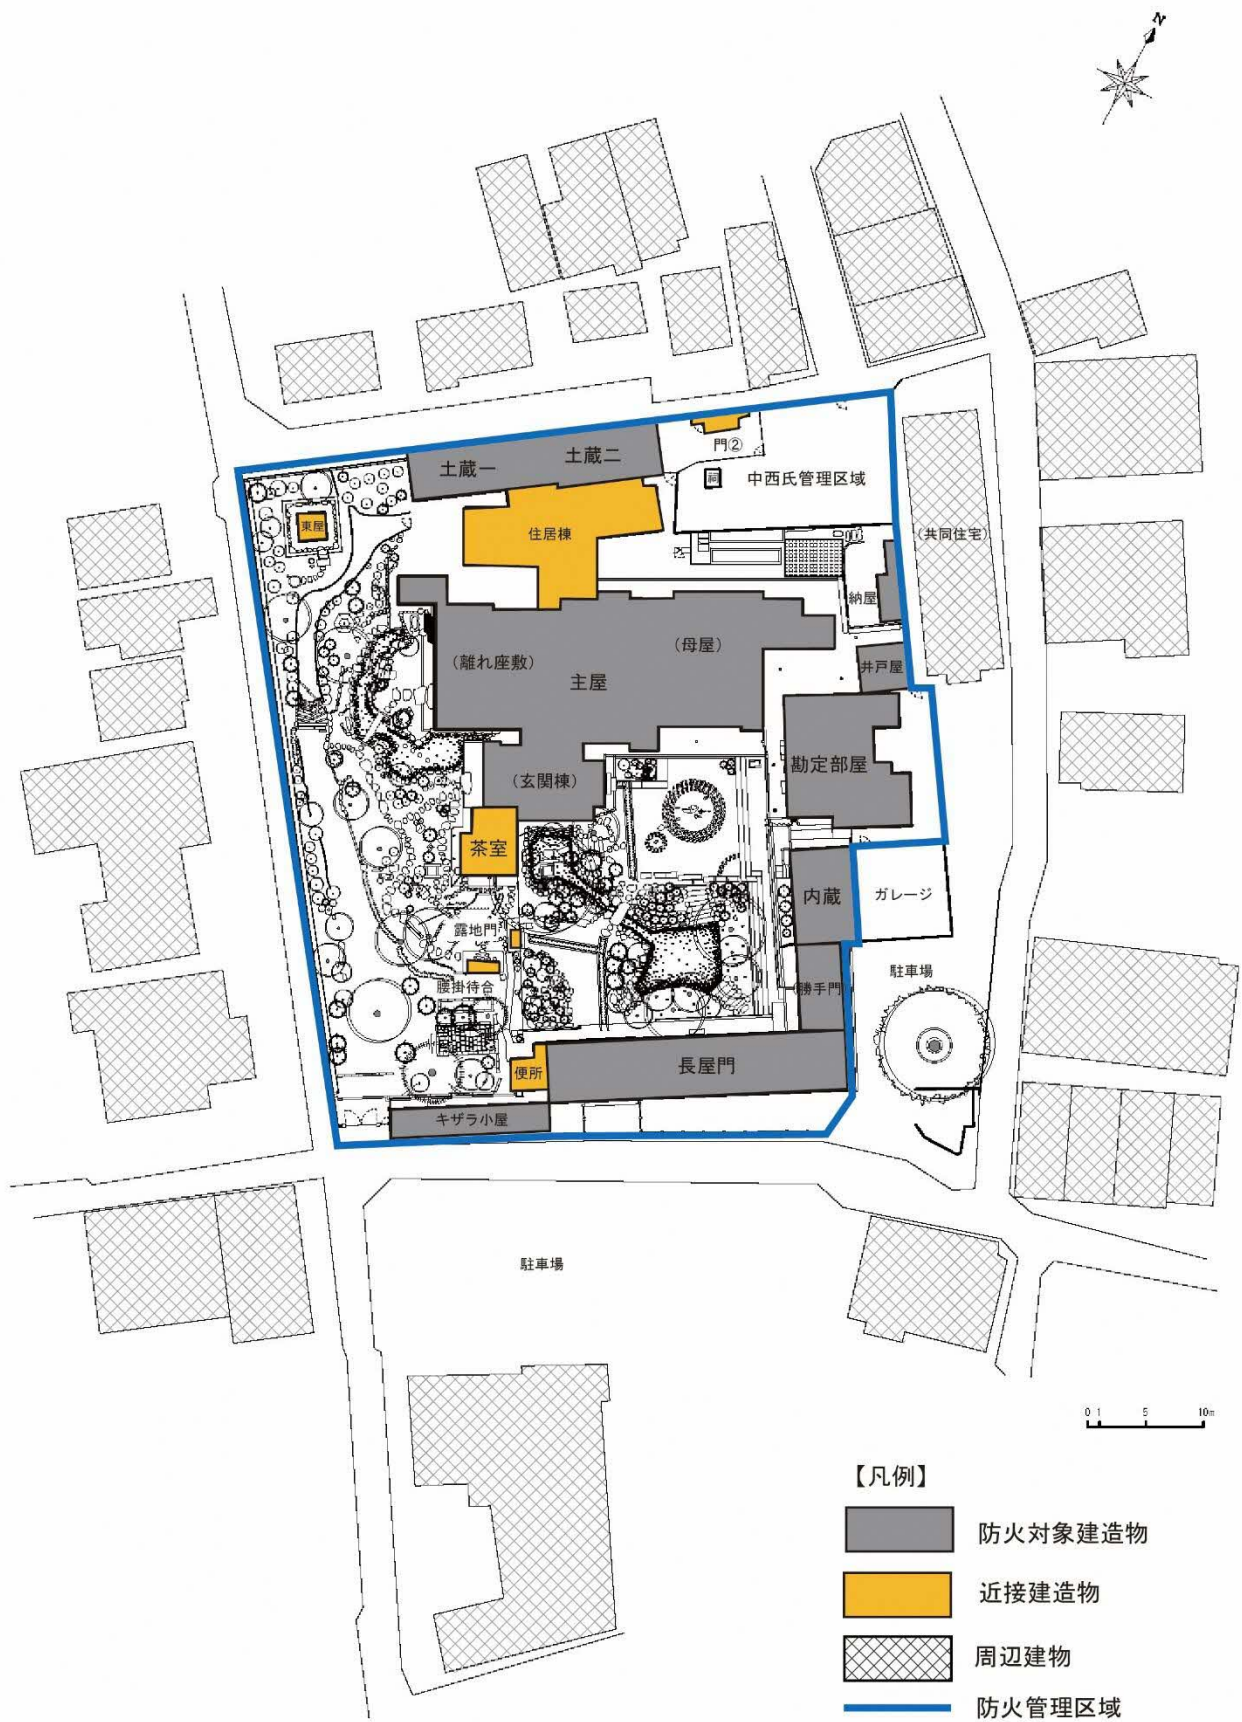 N
門②
土蔵一
土蔵二
祠
中西氏管理区域
東屋
住居棟
(共同住宅)
納屋
(母屋)
(離れ座敷)
井戸屋
主屋
勘定部屋
(玄関棟)
茶室
内蔵
ガレージ
露地門
駐車場
腰掛待合
(勝手門)
長屋門
便所
キザラ小屋
駐車場
0 1 5 10m
【凡例】
防火対象建造物
近接建造物
周辺建物
防火管理区域